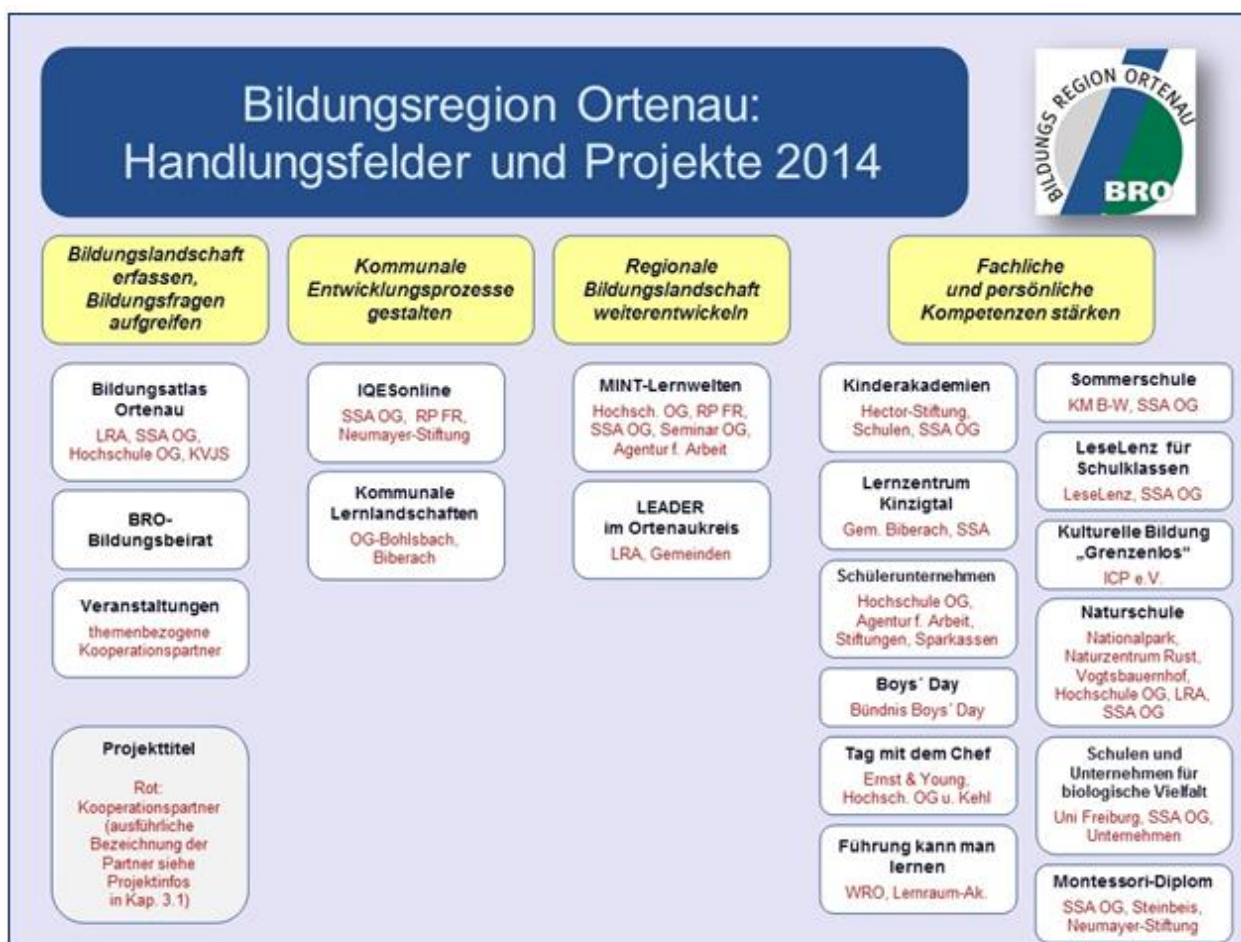 Bildungsregion Ortenau:
Handlungsfelder und Projekte 2014
BILDUNGS REGION ORTENAU
BRO
Bildungslandschaft
erfassen,
Bildungsfragen
aufgreifen
Bildungsatlas
Ortenau
LRA, SSA OG,
Hochschule OG, KVJS
BRO-
Bildungsbeirat
Veranstaltungen
themenbezogene
Kooperationspartner
Projekttitel
Rot:
Kooperationspartner
(ausführliche
Bezeichnung der
Partner siehe
Projektinfos
in Kap. 3.1)
Kommunale
Entwicklungsprozesse
gestalten
IQESonline
SSA OG, RP FR,
Neumayer-Stiftung
Kommunale
Lernlandschaften
OG-Bohlsbach,
Biberach
Regionale
Bildungslandschaft
weiterentwickeln
MINT-Lernwelten
Hochsch. OG, RP FR,
SSA OG, Seminar OG,
Agentur f. Arbeit
LEADER
im Ortenaukreis
LRA, Gemeinden
Fachliche
und persönliche
Kompetenzen stärken
Kinderakademien
Hector-Stiftung,
Schulen, SSA OG
Lernzentrum
Kinzigtal
Gem. Biberach, SSA
Schülerunternehmen
Hochschule OG,
Agentur f. Arbeit,
Stiftungen, Sparkassen
Boys´ Day
Bündnis Boys´ Day
Tag mit dem Chef
Ernst & Young,
Hochsch. OG u. Kehl
Führung kann man
lernen
WRO, Lernraum-Ak.
Sommerschule
KM B-W, SSA OG
LeseLenz für
Schulklassen
LeseLenz, SSA OG
Kulturelle Bildung
„Grenzenlos“
ICP e.V.
Naturschule
Nationalpark,
Naturzentrum Rust,
Vogtsbauernhof,
Hochschule OG, LRA,
SSA OG
Schulen und
Unternehmen für
biologische Vielfalt
Uni Freiburg, SSA OG,
Unternehmen
Montessori-Diplom
SSA OG, Steinbeis,
Neumayer-Stiftung